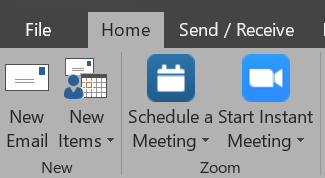 File Home Send / Receive
New New Schedule a Start Instant
Email Items Meeting Meeting
New Zoom